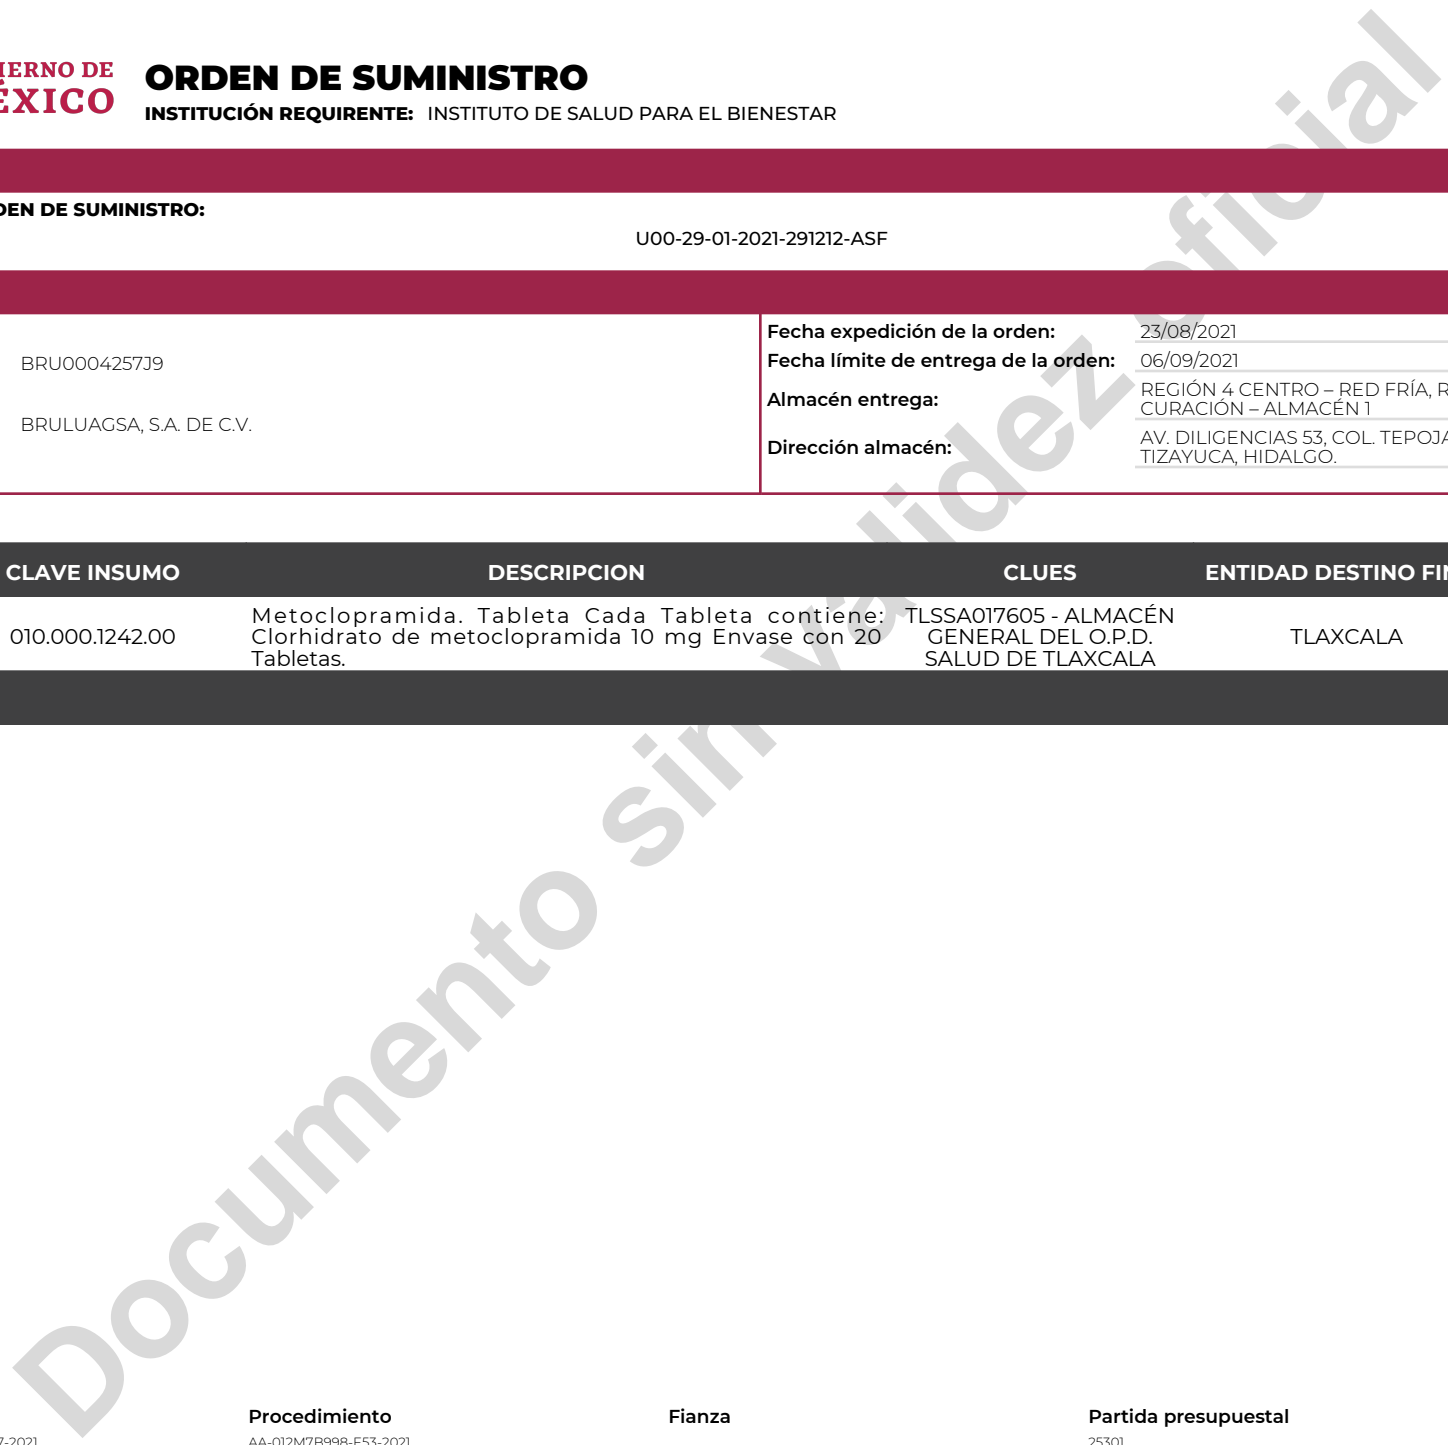 ORDEN DE SUMINISTRO
INSTITUCIÓN REQUIRENTE: INSTITUTO DE SALUD PARA EL BIENESTAR
DE
DE SUMINISTRO:
U00-29-01-2021-291212-ASF
BRU0004257J9
BRULUAGSA, S.A. DE C.V.
Fecha expedición de la orden: 23/08/2021
Fecha límite de entrega de la orden: 06/09/2021
Almacén entrega: REGIÓN 4 CENTRO – RED FRÍA,
CURACIÓN – ALMACÉN 1
Dirección almacén: AV. DILIGENCIAS 53, COL.
TIZAYUCA, HIDALGO.
CLAVE INSUMO DESCRIPCION CLUES ENTIDAD DESTINO
010.000.1242.00
Metoclopramida. Tableta Cada Tableta contiene:
Clorhidrato de metoclopramida 10 mg Envase con 20
Tabletas.
TLSSA017605 - ALMACÉN
GENERAL DEL O.P.D.
SALUD DE TLAXCALA
TLAXCALA
Documento sin validez oficial
Procedimiento Fianza Partida presupuestal
AA-012M7B998-E53-2021 25301